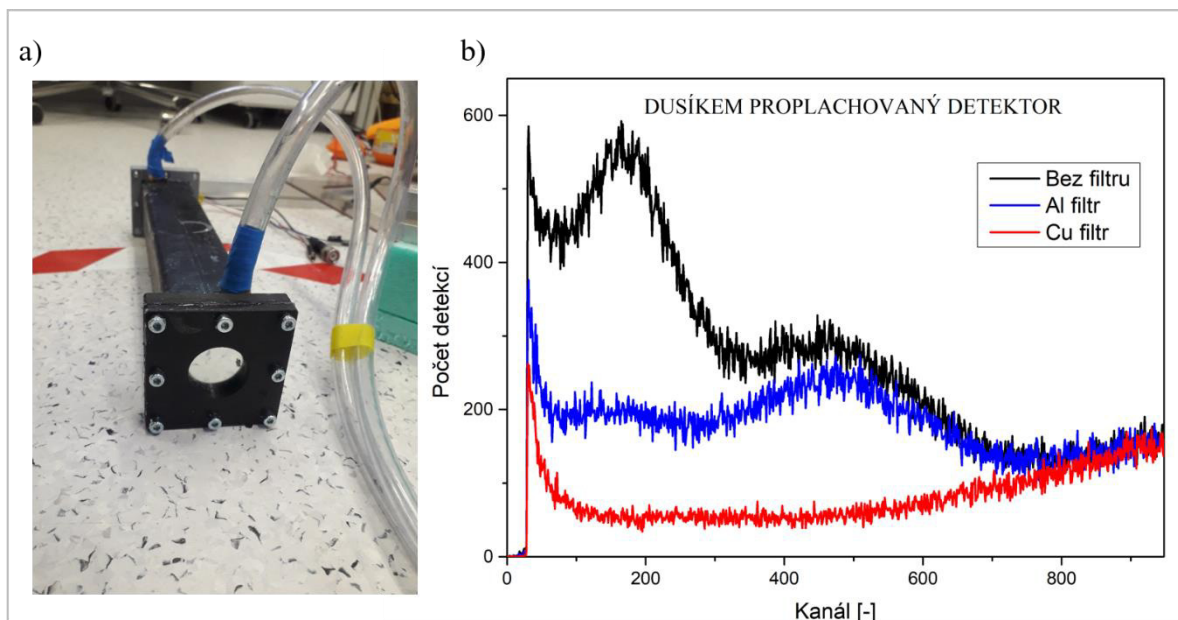 a)
b)
DUSÍKEM PROPLACHOVANÝ DETEKTOR
Bez filtru
Al filtr
Cu filtr
Počet detekcí
600
400
200
0
0
200
400
600
800
Kanál [-]